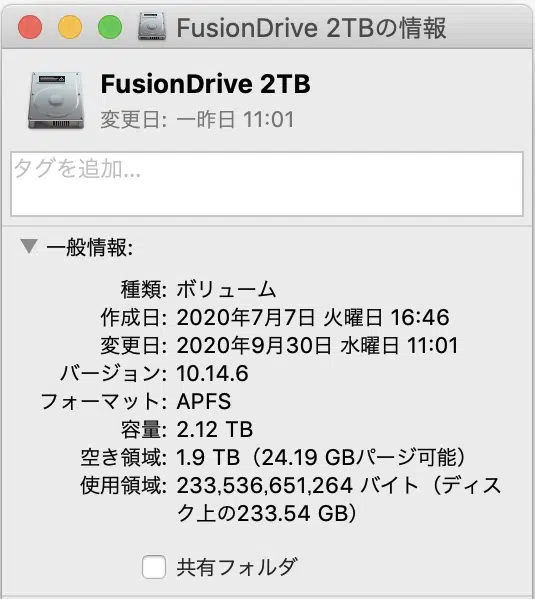 FusionDrive 2TBの情報
FusionDrive 2TB
変更日: 一昨日 11:01
タグを追加...
一般情報:
種類: ボリューム
作成日: 2020年7月7日 火曜日 16:46
変更日: 2020年9月30日 水曜日 11:01
バージョン: 10.14.6
フォーマット: APFS
容量: 2.12 TB
空き領域: 1.9 TB（24.19 GBパージ可能）
使用領域: 233,536,651,264 バイト（ディス
ク上の233.54 GB）
共有フォルダ